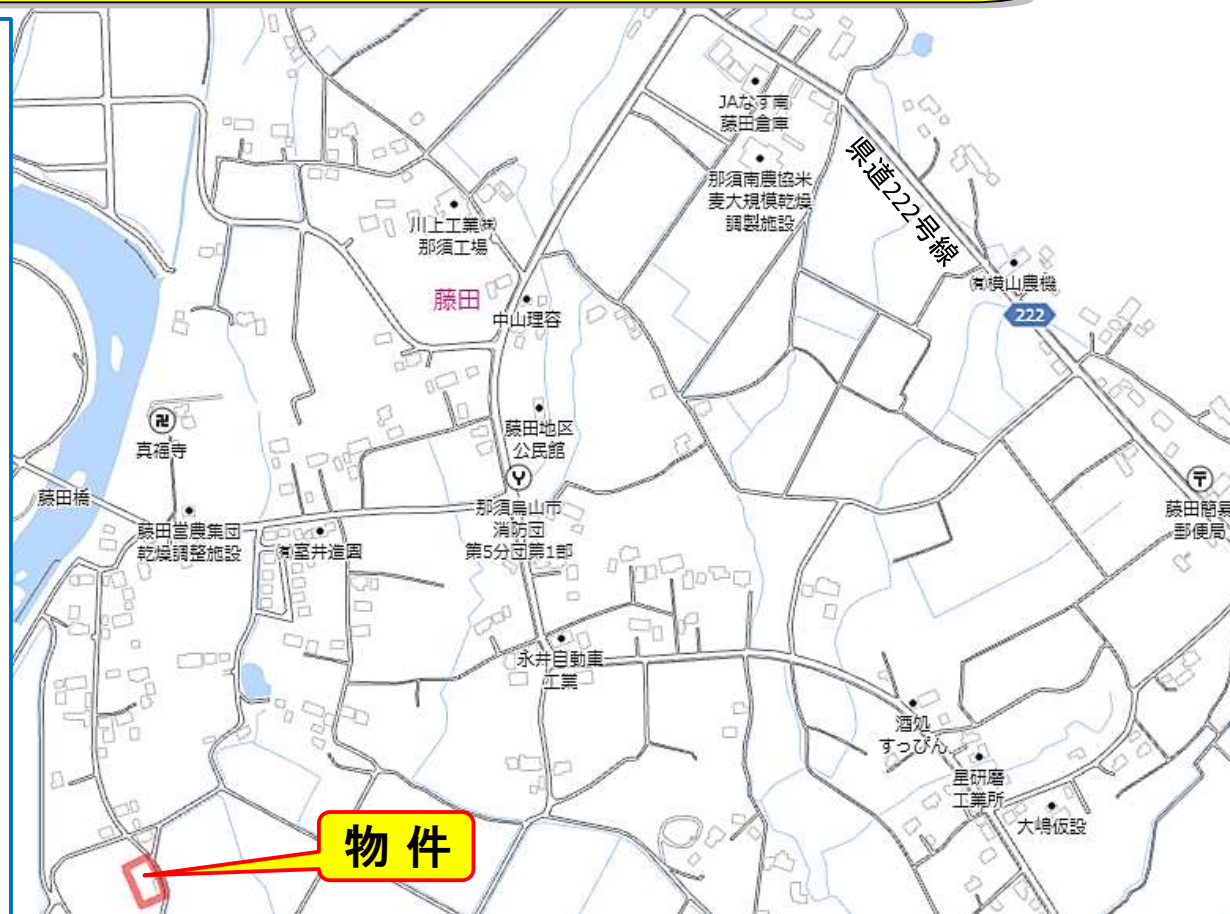 JAなす南
藤田倉庫
県道222号線
那須南農協米
麦大規模乾燥
調製施設
川上工業㈱
那須工場
㈲横山農機
藤田
中山理容
222
卍
真福寺
藤田地区
公民館
Y
〒
藤田橋
藤田営農集団
乾燥調整施設
㈲室井造園
那須烏山市
消防団
第5分団第1部
藤田簡易
郵便局
永井自動車
工業
酒処
すっぴん
星研磨
工業所
大嶋仮設
物件